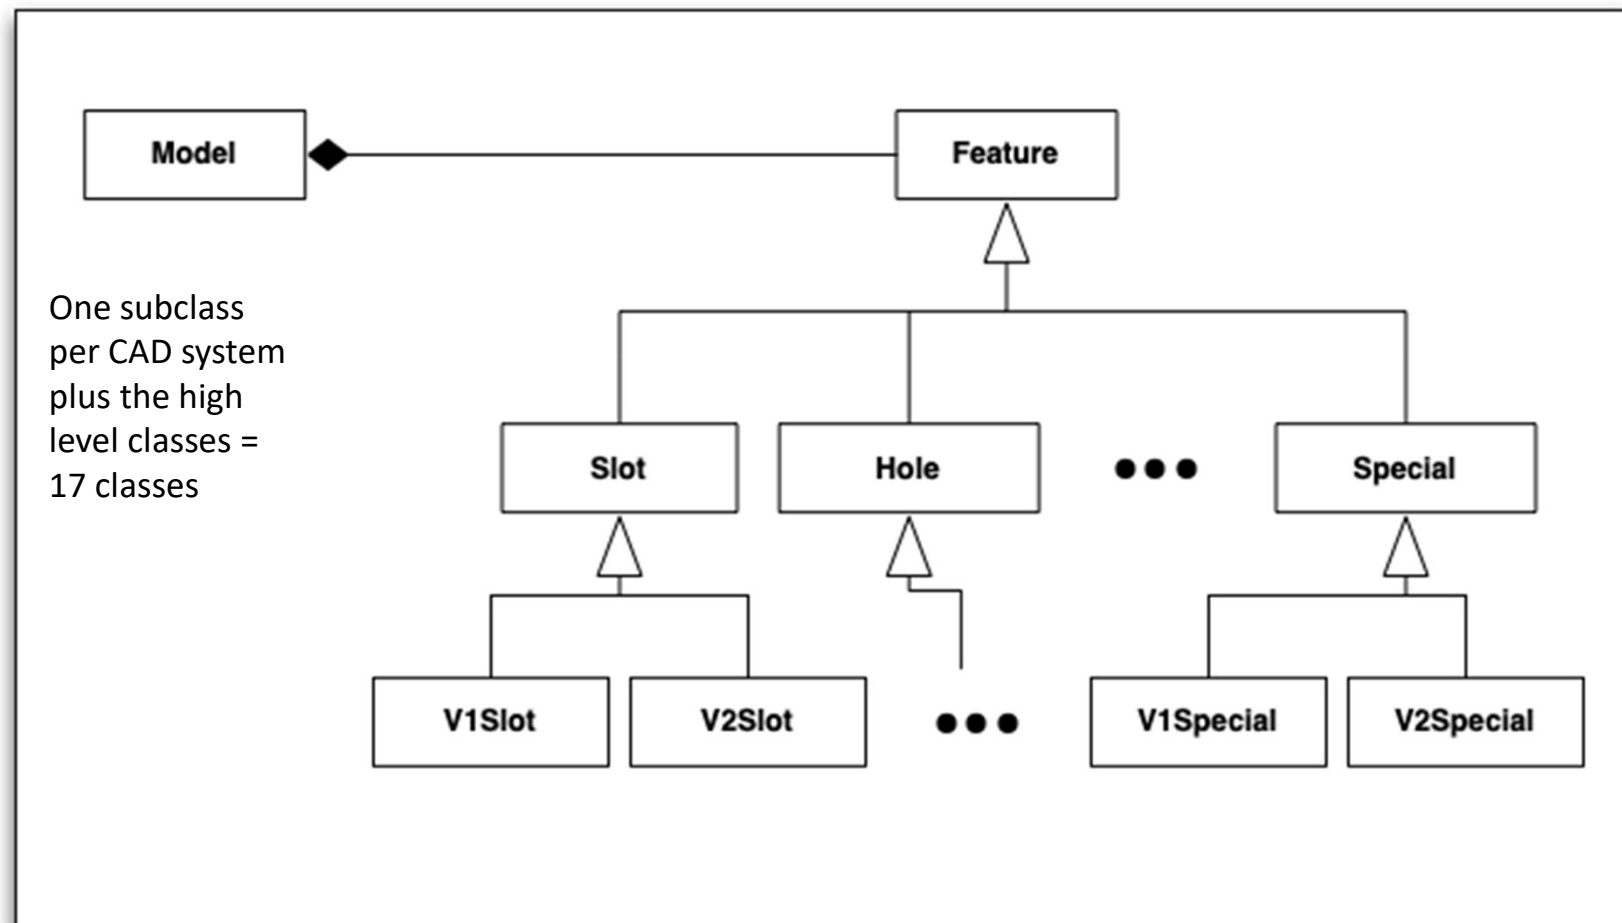 Model
Feature
One subclass
per CAD system
plus the high
level classes =
17 classes
Slot
Hole
Special
V1Slot
V2Slot
V1Special
V2Special